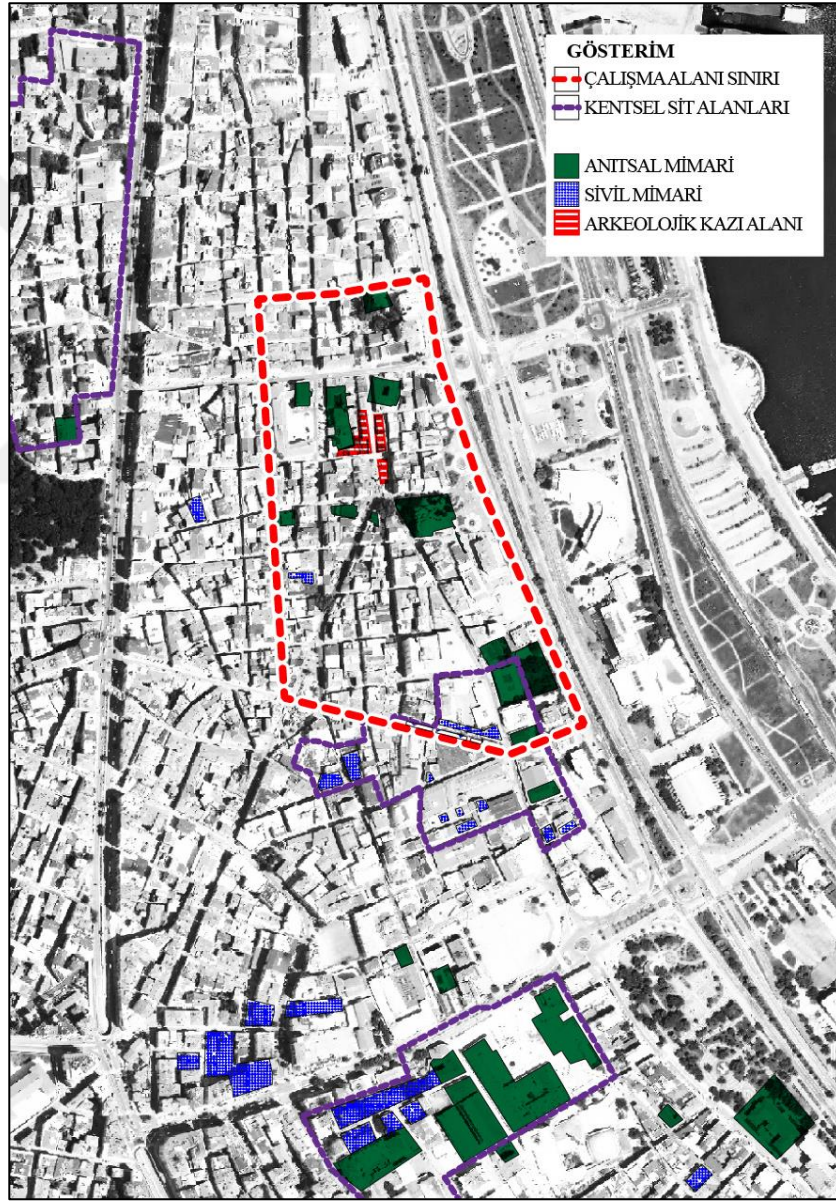 GÖSTERİM
ÇALIŞMA ALANI SINIRI
KENTSEL SİT ALANLARI
ANITSAL MİMARİ
SİVİL MİMARİ
ARKEOLOJİK KAZI ALANI